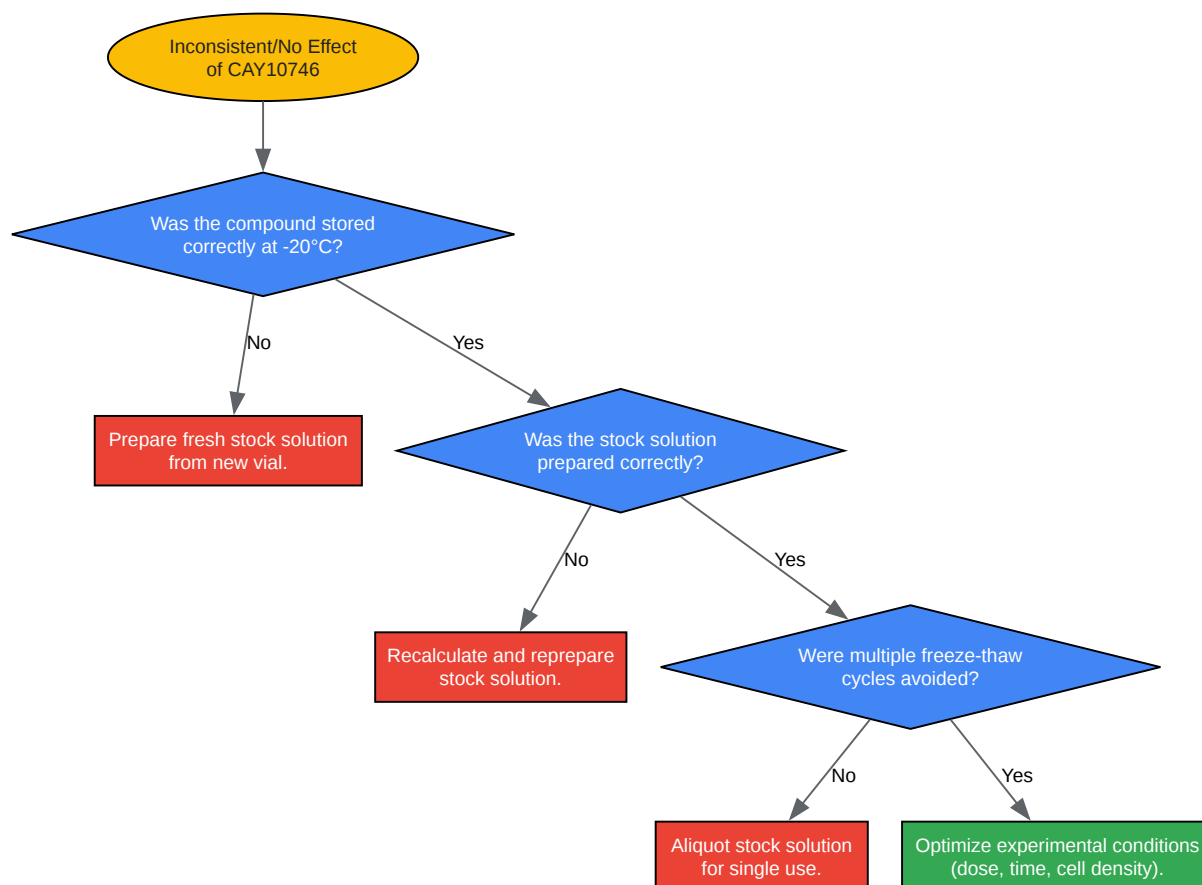 Inconsistent/No Effect
of CAY10746
Was the compound stored
correctly at -20°C?
No
Yes
Prepare fresh stock solution
from new vial.
Was the stock solution
prepared correctly?
No
Yes
Recalculate and reprepare
stock solution.
Were multiple freeze-thaw
cycles avoided?
No
Yes
Aliquot stock solution
for single use.
Optimize experimental conditions
(dose, time, cell density).